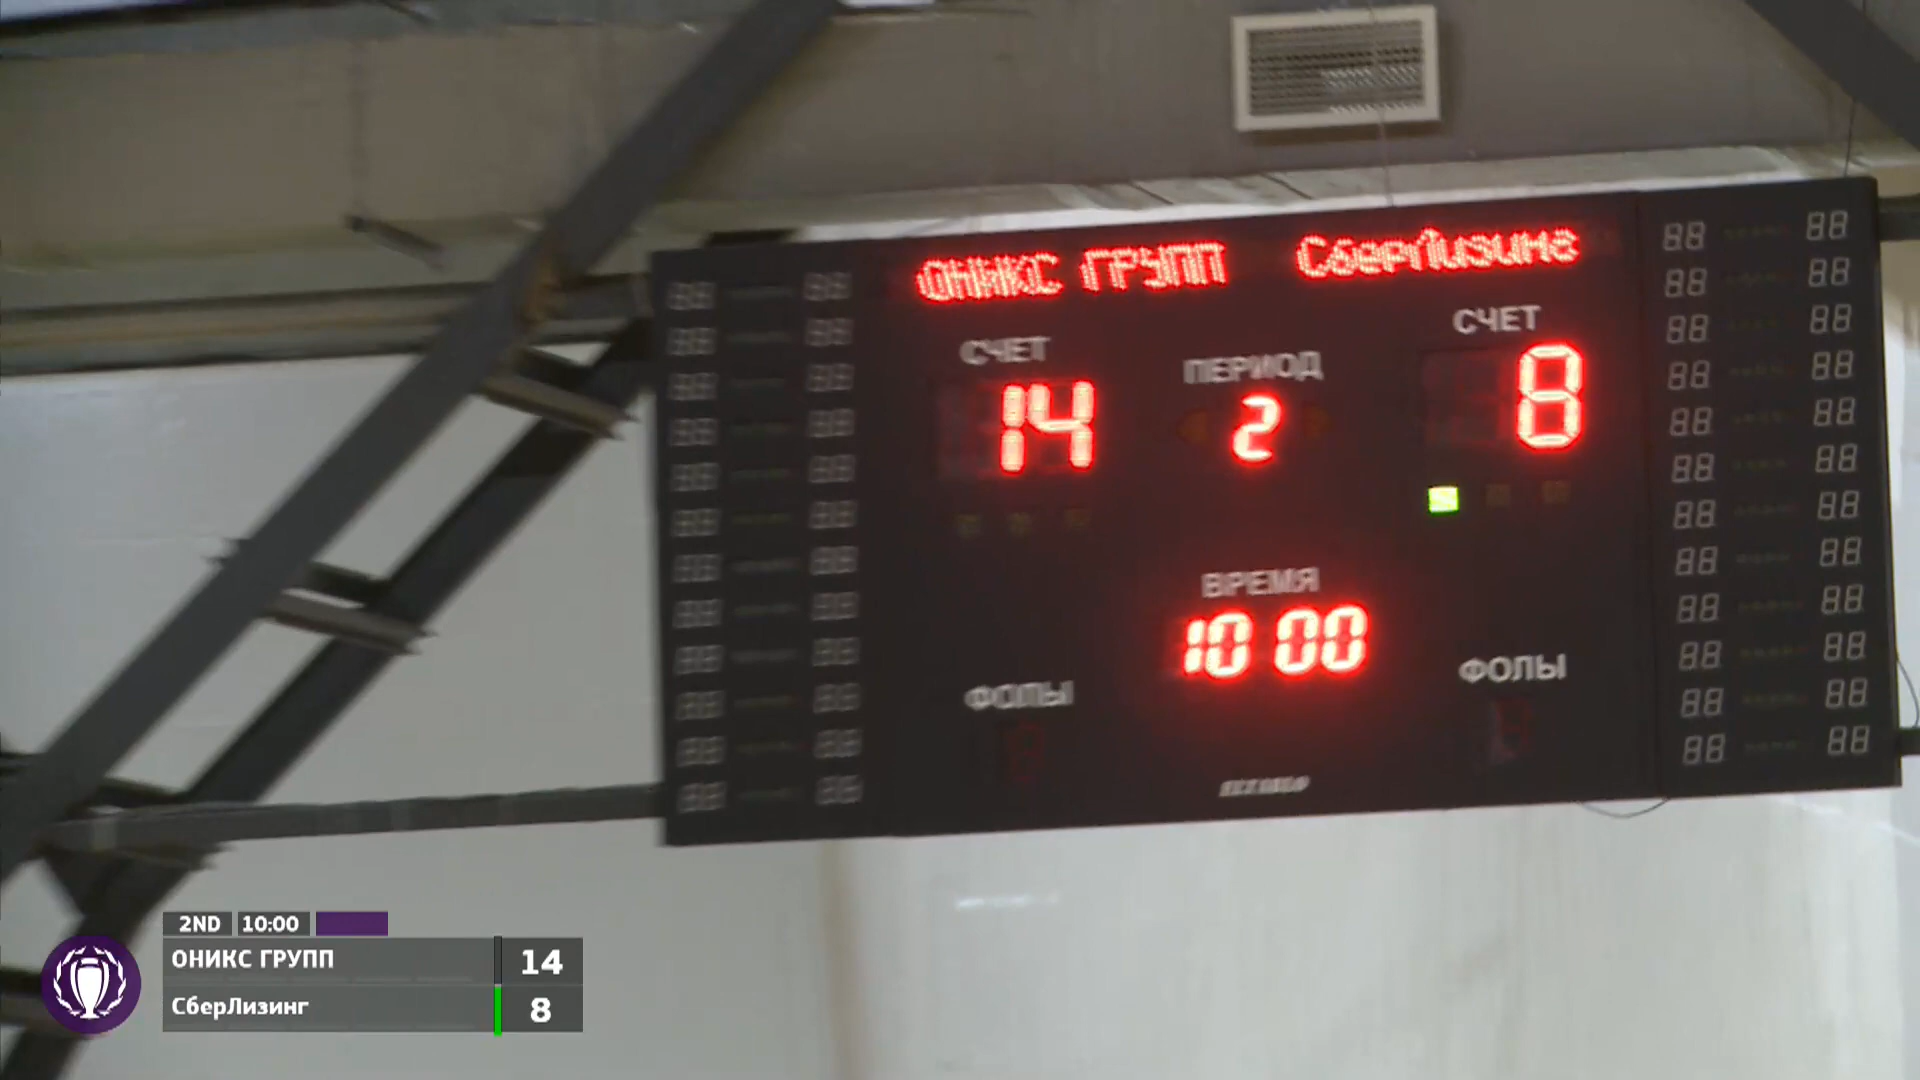 ОНИКС ГРУПП СберЛизинг
СЧЕТ ПЕРИОД СЧЕТ
14 2 8
ВРЕМЯ
10 00
ФОЛЫ ФОЛЫ
2ND 10:00
ОНИКС ГРУПП 14
СберЛизинг 8